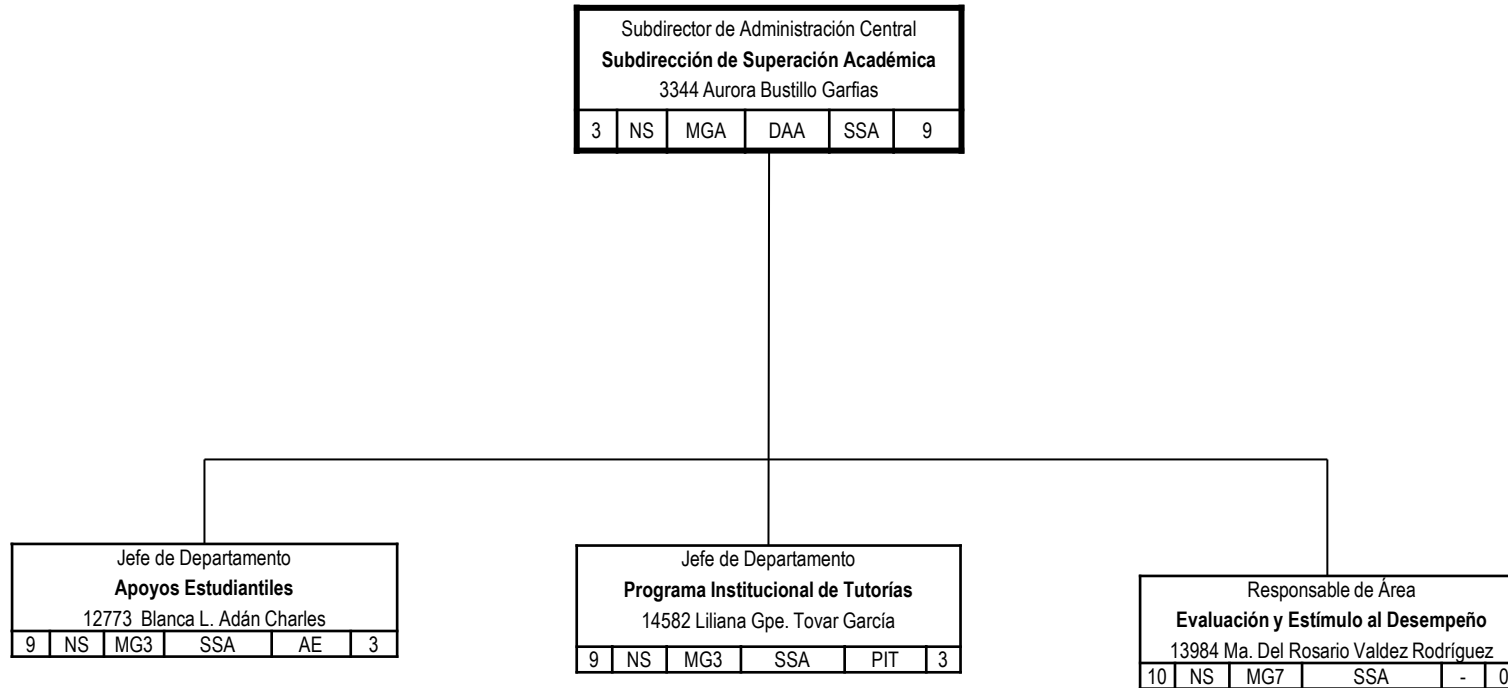 Subdirector de Administración Central
Subdirección de Superación Académica
3344 Aurora Bustillo Garfias
3 NS MGA DAA SSA 9
Jefe de Departamento
Apoyos Estudiantiles
12773 Blanca L. Adán Charles
9 NS MG3 SSA AE 3
Jefe de Departamento
Programa Institucional de Tutorías
14582 Liliana Gpe. Tovar García
9 NS MG3 SSA PIT 3
Responsable de Área
Evaluación y Estímulo al Desempeño
13984 Ma. Del Rosario Valdez Rodríguez
10 NS MG7 SSA - 0